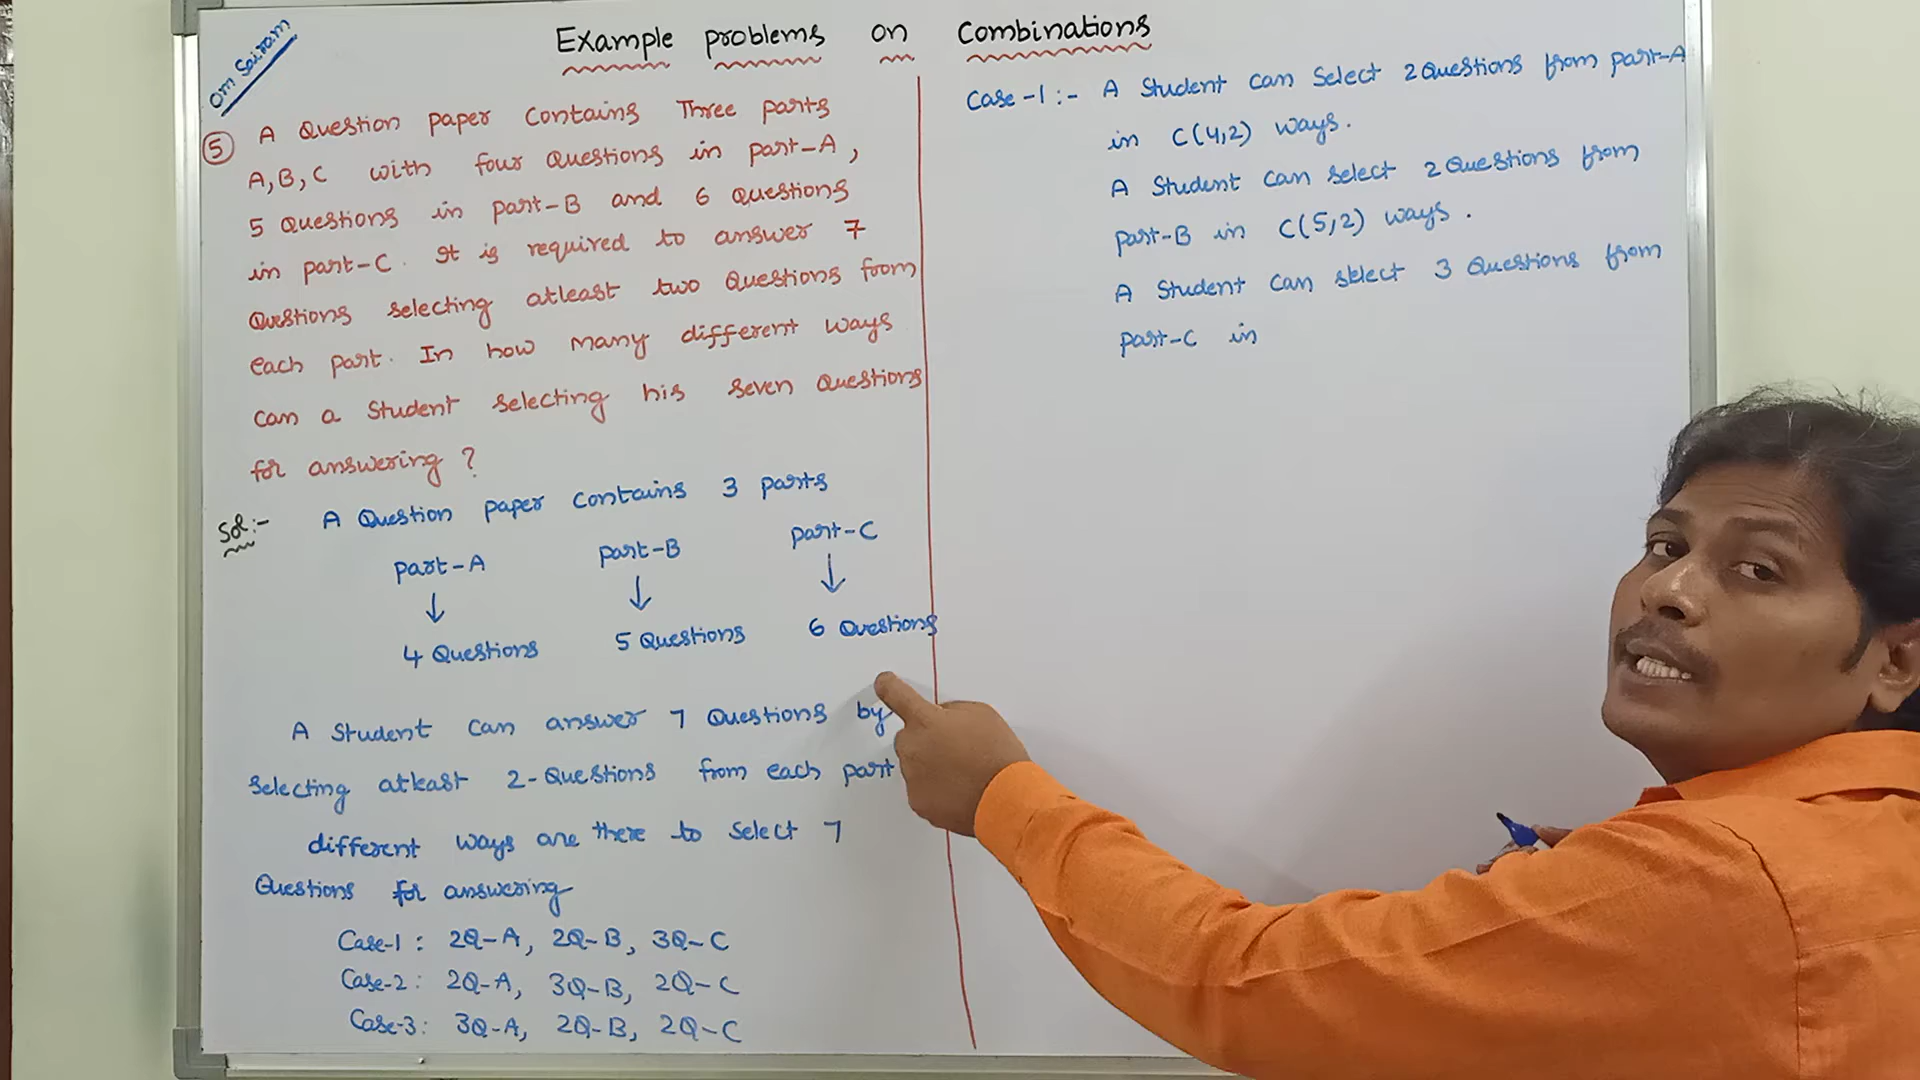 om Sairam
Example problems on Combinations
5 A Question paper contains Three parts
A, B, C with four Questions in part-A,
5 Questions in part-B and 6 Questions
in part-C. It is required to answer 7
Questions selecting atleast two Questions from
each part. In how many different ways
can a Student selecting his seven Questions
for answering ?
Sol:- A Question paper contains 3 parts
part-A part-B part-C
↓ ↓ ↓
4 Questions 5 Questions 6 Questions
A Student can answer 7 Questions by
selecting atleast 2-Questions from each part
different ways are there to select 7
Questions for answering
Case-1 : 2Q-A, 2Q-B, 3Q-C
Case-2 : 2Q-A, 3Q-B, 2Q-C
Case-3 : 3Q-A, 2Q-B, 2Q-C
Case-1:- A Student can select 2 Questions from part-A
in C(4,2) ways.
A Student can select 2 Questions from
part-B in C(5,2) ways.
A Student can select 3 Questions from
part-C in